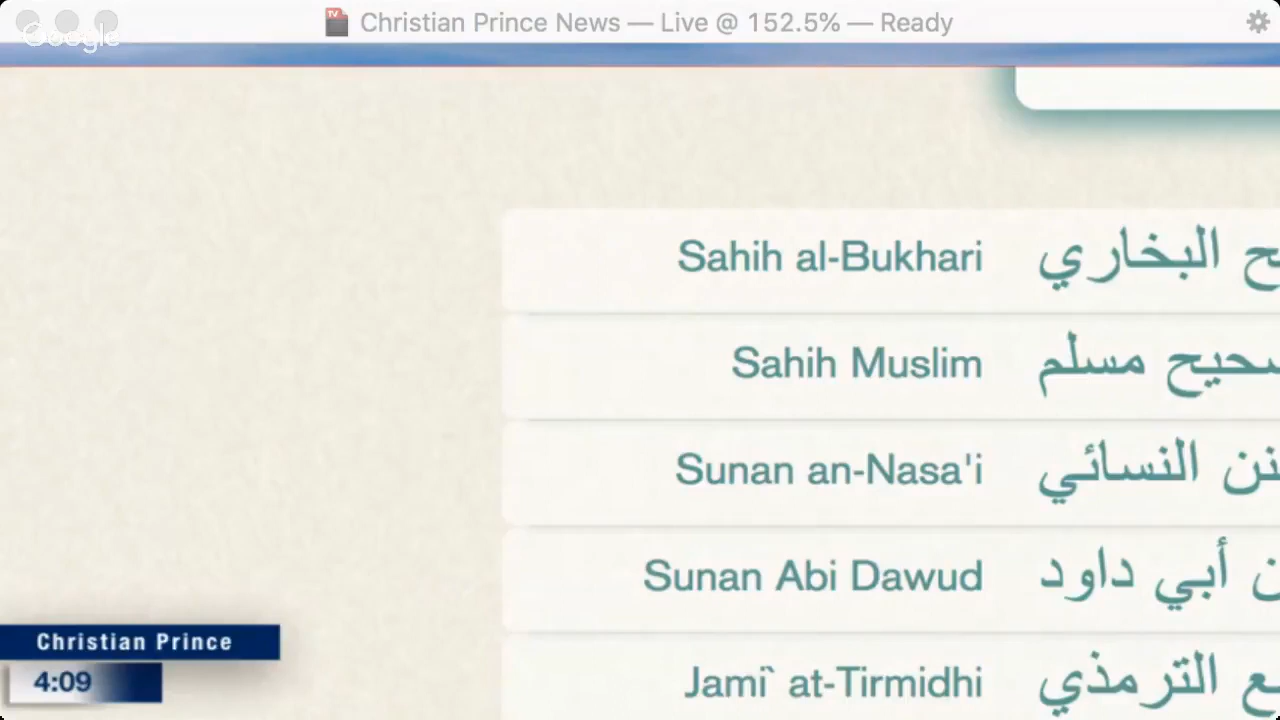 Christian Prince News — Live @ 152.5% — Ready
Google
Sahih al-Bukhari البخاري
Sahih Muslim مسلم
Sunan an-Nasa'i النسائي
Sunan Abi Dawud أبي داود
Jami` at-Tirmidhi الترمذي
Christian Prince
4:09